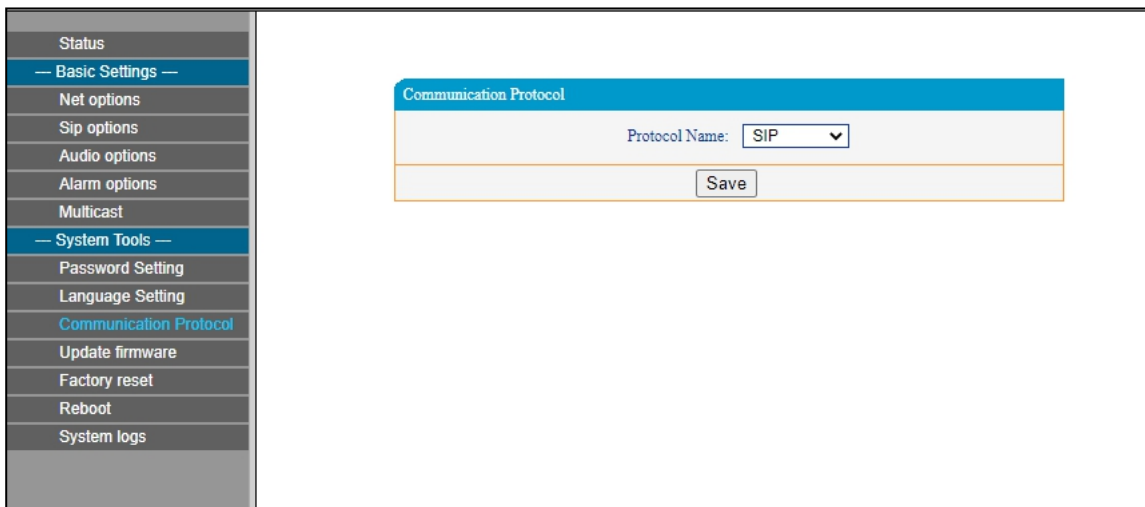 Status
— Basic Settings —
Net options
Sip options
Audio options
Alarm options
Multicast
— System Tools —
Password Setting
Language Setting
Communication Protocol
Update firmware
Factory reset
Reboot
System logs
Communication Protocol
Protocol Name: SIP
Save